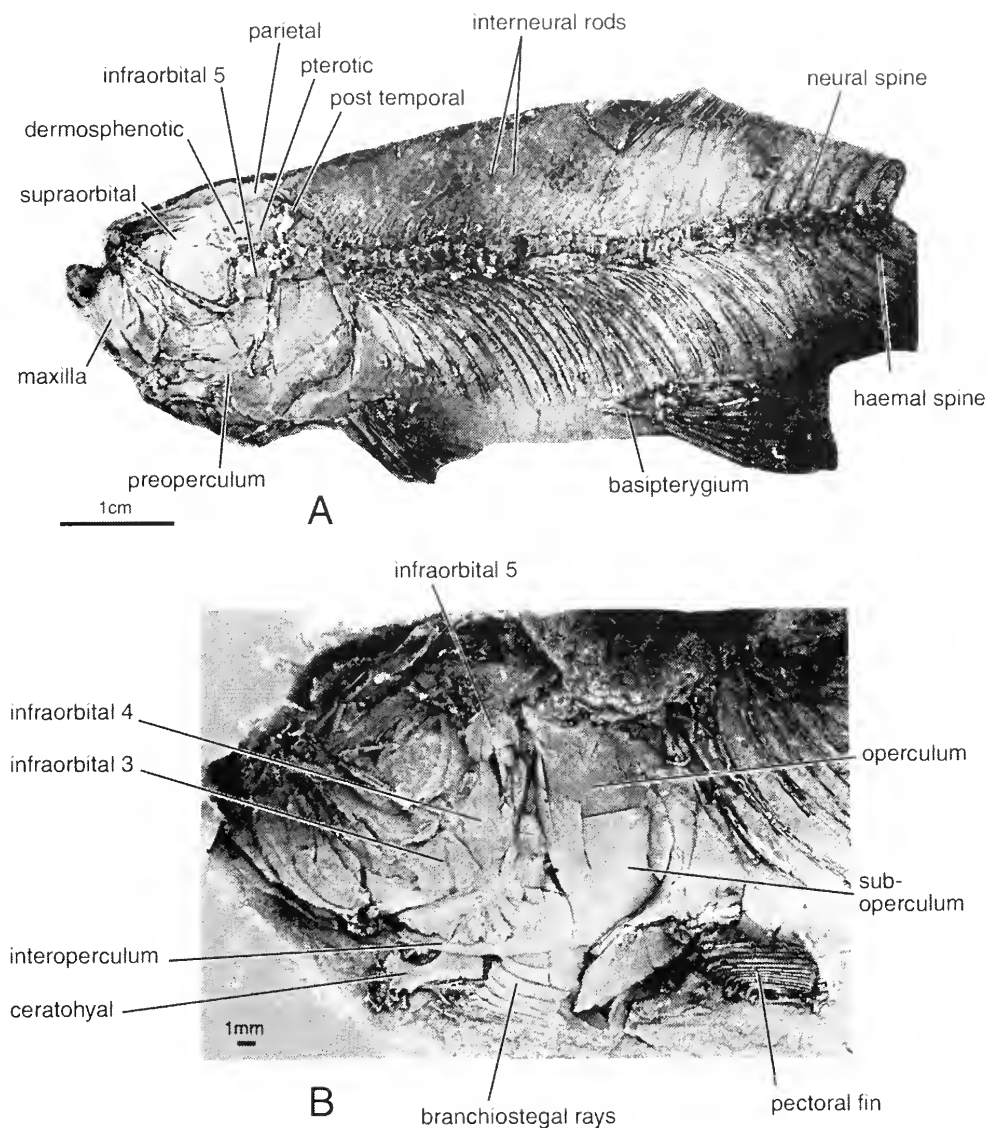 parietal
interneural rods
infraorbital 5
pterotic
neural spine
post temporal
dermosphenotic
supraorbital
maxilla
haemal spine
preoperculum
basipterygium
1cm
A
infraorbital 5
infraorbital 4
infraorbital 3
operculum
sub-
operculum
interoperculum
ceratohyal
1mm
pectoral fin
B
branchiostegal rays